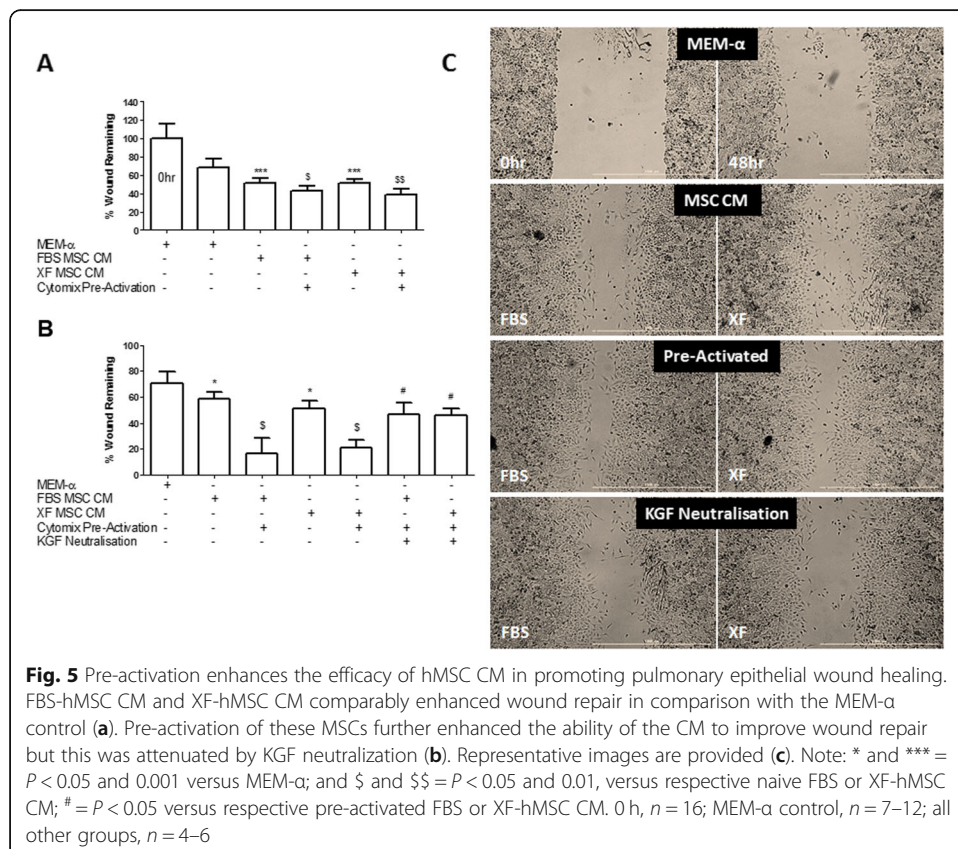 A
% Wound Remaining
140
120
100
80
60
40
20
0
0hr
***
$
***
$$
MEM-α + + - - - -
FBS MSC CM - - + + - -
XF MSC CM - - - - + +
Cytomix Pre-Activation - - - + - +
B
% Wound Remaining
100
80
60
40
20
0
*
$
*
$
#
#
MEM-α + - - - - - -
FBS MSC CM - + + - - + -
XF MSC CM - - - + + - +
Cytomix Pre-Activation - - + - + + +
KGF Neutralisation - - - - - + +
C
MEM-α
0hr
48hr
MSC CM
FBS
XF
Pre-Activated
FBS
XF
KGF Neutralisation
FBS
XF
Fig. 5 Pre-activation enhances the efficacy of hMSC CM in promoting pulmonary epithelial wound healing.
FBS-hMSC CM and XF-hMSC CM comparably enhanced wound repair in comparison with the MEM-α
control (a). Pre-activation of these MSCs further enhanced the ability of the CM to improve wound repair
but this was attenuated by KGF neutralization (b). Representative images are provided (c). Note: * and *** =
P < 0.05 and 0.001 versus MEM-α; and $ and $$ = P < 0.05 and 0.01, versus respective naive FBS or XF-hMSC
CM; # = P < 0.05 versus respective pre-activated FBS or XF-hMSC CM. 0 h, n = 16; MEM-α control, n = 7–12; all
other groups, n = 4–6